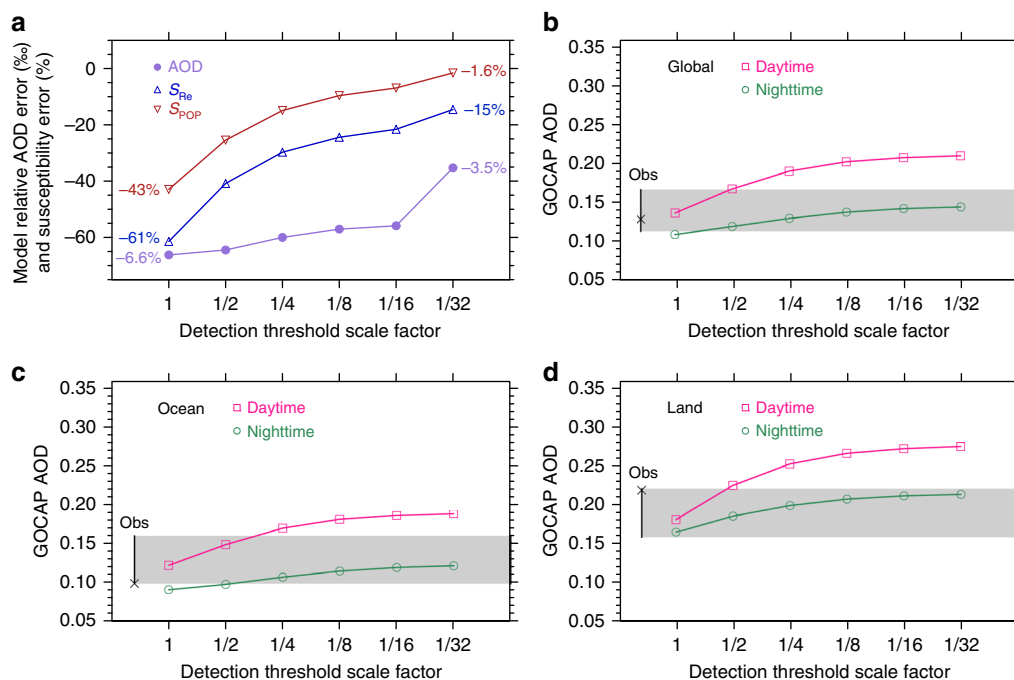 a
Model relative AOD error (‰)
and susceptibility error (%)
0
−20
−40
−60
AOD
S_Re
S_POP
−1.6%
−15%
−3.5%
−43%
−61%
−6.6%
1 1/2 1/4 1/8 1/16 1/32
Detection threshold scale factor
b
GOCAP AOD
0.35
0.30
0.25
0.20
0.15
0.10
0.05
Global
Daytime
Nighttime
Obs
1 1/2 1/4 1/8 1/16 1/32
Detection threshold scale factor
c
GOCAP AOD
0.35
0.30
0.25
0.20
0.15
0.10
0.05
Ocean
Daytime
Nighttime
Obs
1 1/2 1/4 1/8 1/16 1/32
Detection threshold scale factor
d
GOCAP AOD
0.35
0.30
0.25
0.20
0.15
0.10
0.05
Land
Daytime
Nighttime
Obs
1 1/2 1/4 1/8 1/16 1/32
Detection threshold scale factor